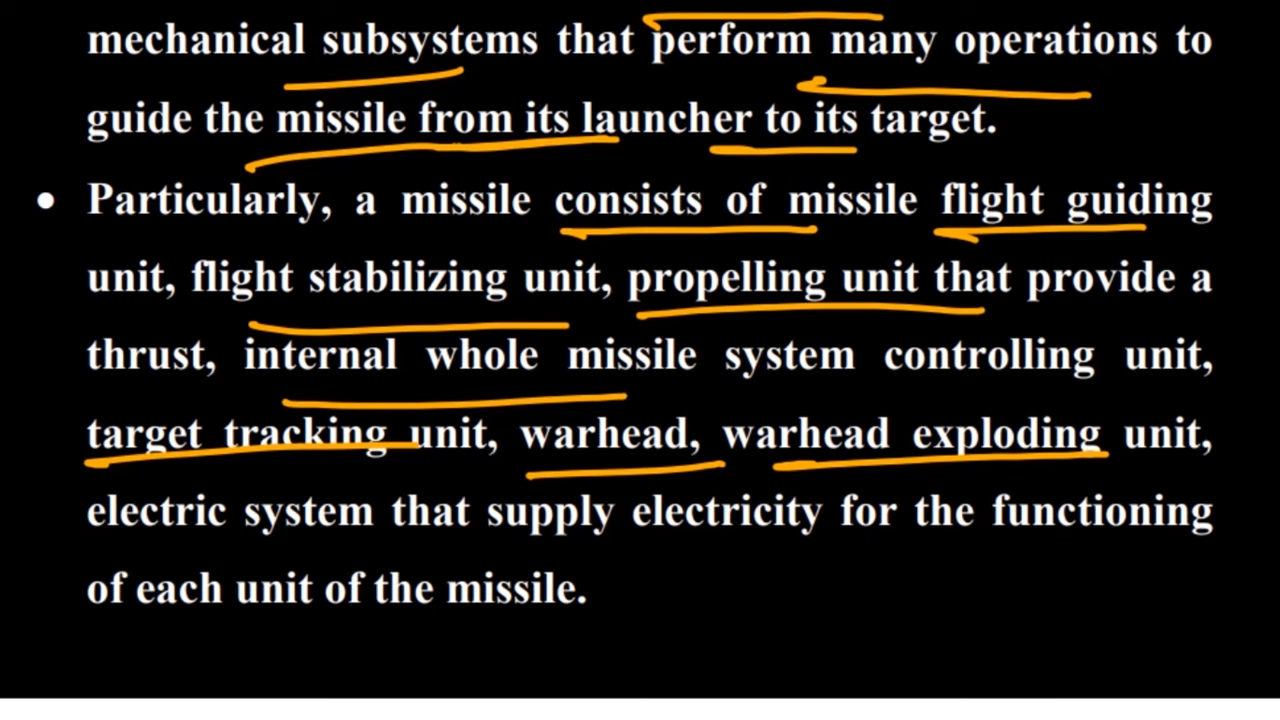 mechanical subsystems that perform many operations to
guide the missile from its launcher to its target.
• Particularly, a missile consists of missile flight guiding
unit, flight stabilizing unit, propelling unit that provide a
thrust, internal whole missile system controlling unit,
target tracking unit, warhead, warhead exploding unit,
electric system that supply electricity for the functioning
of each unit of the missile.